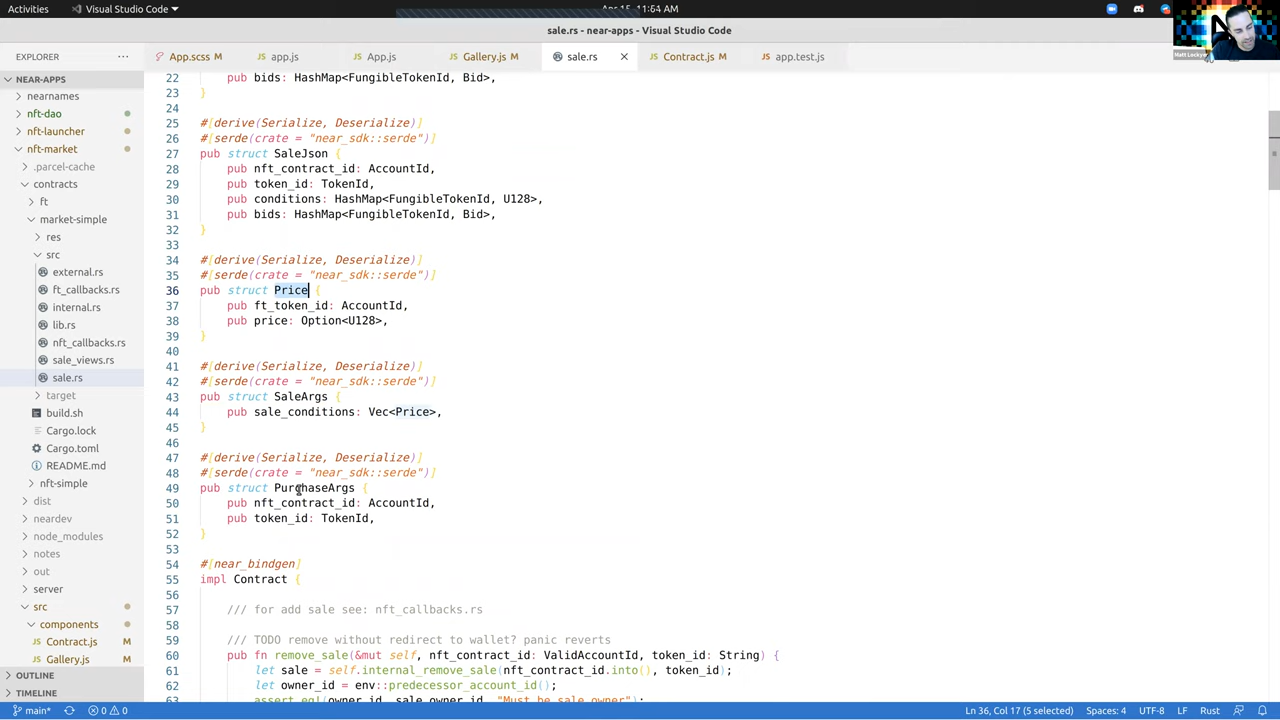 Activities
Visual Studio Code
Apr 15, 11:54 AM
sale.rs - near-apps - Visual Studio Code
EXPLORER
App.scss M
app.js
App.js
Gallery.js M
sale.rs
Contract.js M
app.test.js
NEAR-APPS
nearnames
nft-dao
nft-launcher
nft-market
.parcel-cache
contracts
ft
market-simple
res
src
external.rs
ft_callbacks.rs
internal.rs
lib.rs
nft_callbacks.rs
sale_views.rs
sale.rs
target
build.sh
Cargo.lock
Cargo.toml
README.md
nft-simple
dist
neardev
node_modules
notes
out
server
src
components
Contract.js M
Gallery.js M
OUTLINE
TIMELINE
22 pub bids: HashMap<FungibleTokenId, Bid>,
23 }
24
25 #[derive(Serialize, Deserialize)]
26 #[serde(crate = "near_sdk::serde")]
27 pub struct SaleJson {
28 pub nft_contract_id: AccountId,
29 pub token_id: TokenId,
30 pub conditions: HashMap<FungibleTokenId, U128>,
31 pub bids: HashMap<FungibleTokenId, Bid>,
32 }
33
34 #[derive(Serialize, Deserialize)]
35 #[serde(crate = "near_sdk::serde")]
36 pub struct Price {
37 pub ft_token_id: AccountId,
38 pub price: Option<U128>,
39 }
40
41 #[derive(Serialize, Deserialize)]
42 #[serde(crate = "near_sdk::serde")]
43 pub struct SaleArgs {
44 pub sale_conditions: Vec<Price>,
45 }
46
47 #[derive(Serialize, Deserialize)]
48 #[serde(crate = "near_sdk::serde")]
49 pub struct PurchaseArgs {
50 pub nft_contract_id: AccountId,
51 pub token_id: TokenId,
52 }
53
54 #[near_bindgen]
55 impl Contract {
56
57 /// for add sale see: nft_callbacks.rs
58
59 /// TODO remove without redirect to wallet? panic reverts
60 pub fn remove_sale(&mut self, nft_contract_id: ValidAccountId, token_id: String) {
61 let sale = self.internal_remove_sale(nft_contract_id.into(), token_id);
62 let owner_id = env::predecessor_account_id();
63 assert_eq!(owner_id, sale.owner_id, "Must be sale owner");
main*
0 0
Ln 36, Col 17 (5 selected)
Spaces: 4
UTF-8
LF
Rust